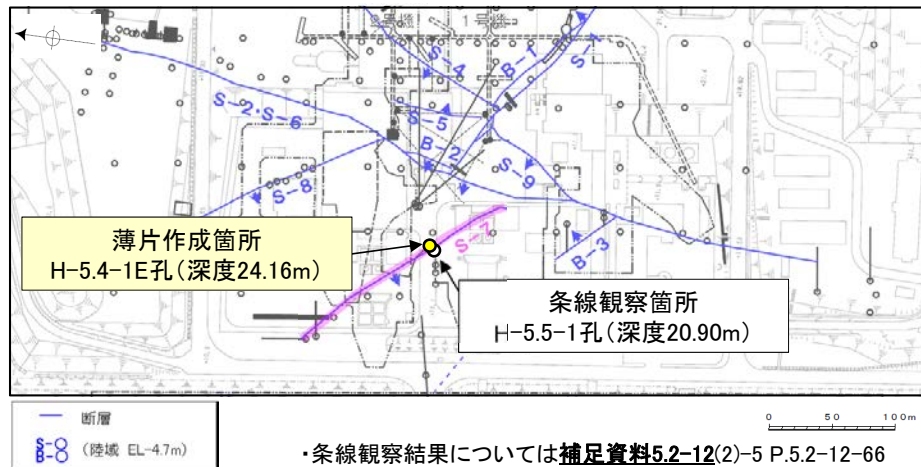 2号機
1号機
S-4
B-1
S-1
S-2・S-6
S-5
B-2
S-9
S-8
S-7
B-3
薄片作成箇所
H-5.4-1E孔(深度24.16m)
条線観察箇所
H-5.5-1孔(深度20.90m)
断層
S-8
B-8
(陸域 EL-4.7m)
0 50 100m
・条線観察結果については補足資料5.2-12(2)-5 P.5.2-12-66